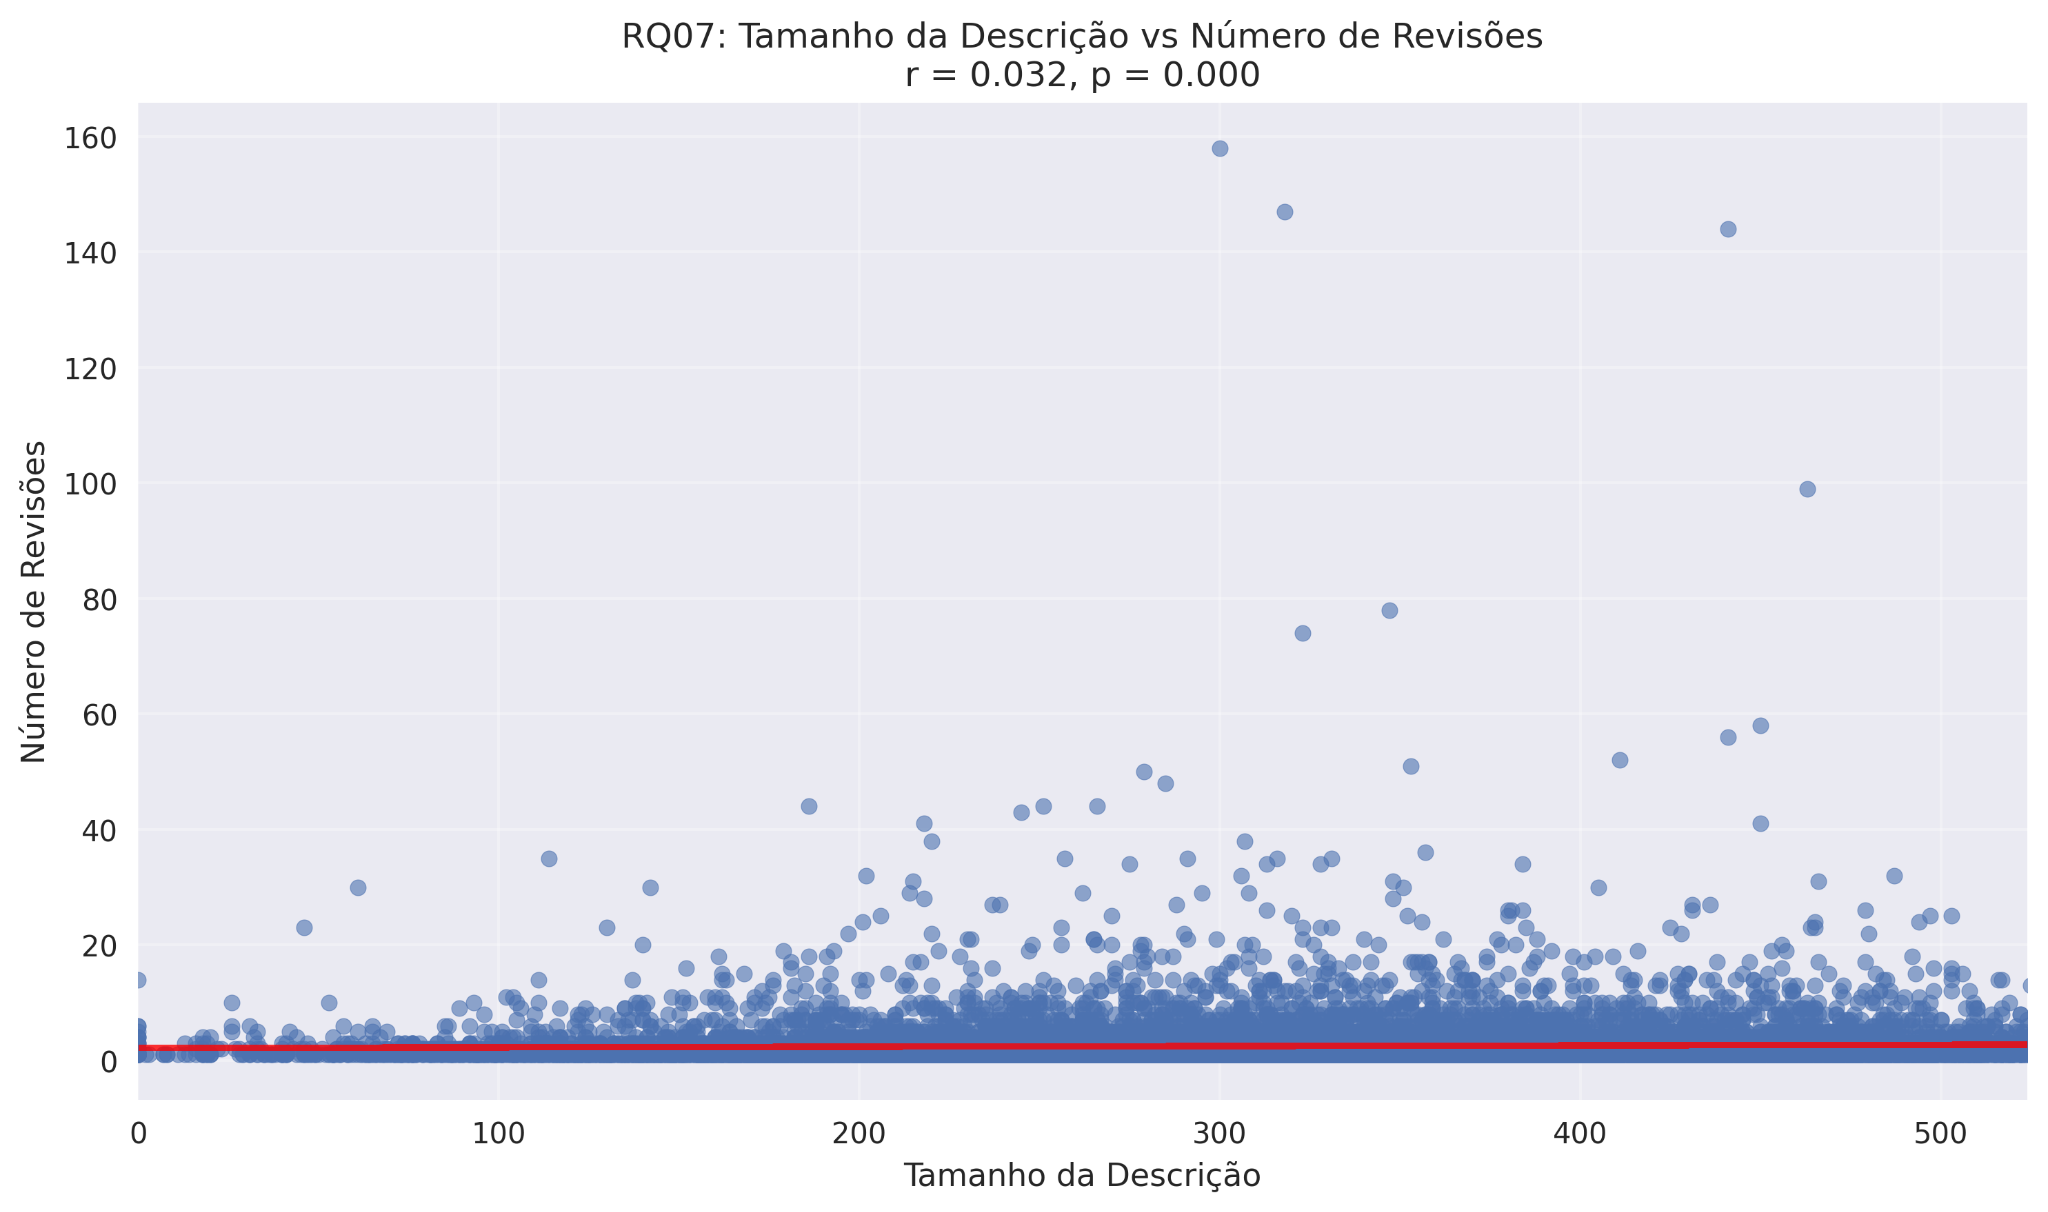 RQ07: Tamanho da Descrição vs Número de Revisões
r = 0.032, p = 0.000
Número de Revisões
160
140
120
100
80
60
40
20
0
0 100 200 300 400 500
Tamanho da Descrição